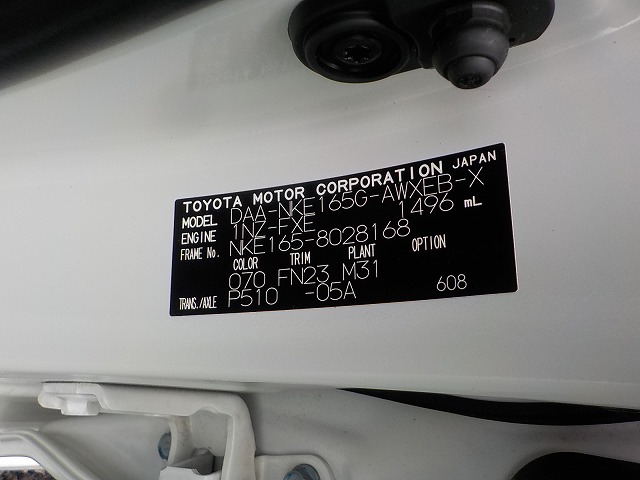 TOYOTA MOTOR CORPORATION JAPAN
MODEL DAA-NKE165G-AWXEB-X
ENGINE 1NZ-FXE 1496 mL
FRAME No. NKE165-8028168
COLOR TRIM PLANT OPTION
070 FN23 M31
TRANS./AXLE P510 -05A 608